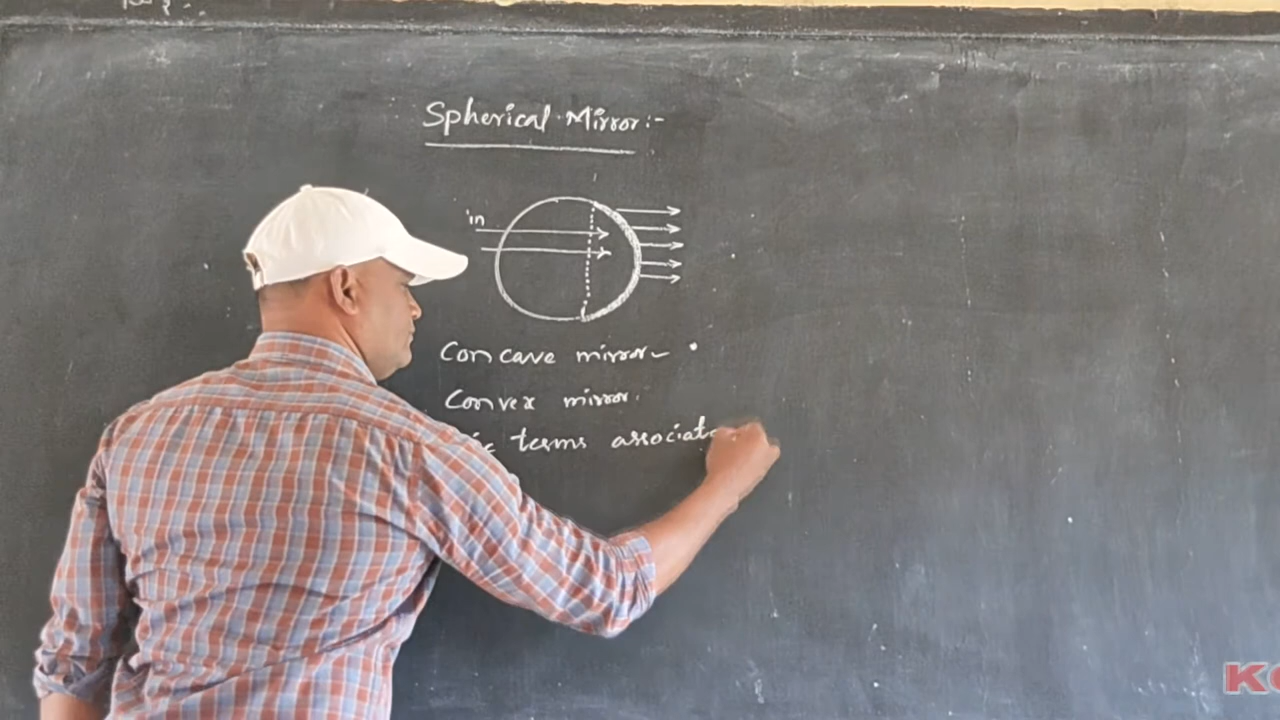 Spherical Mirror:-
in
Concave mirror-
Convex mirror.
terms associate